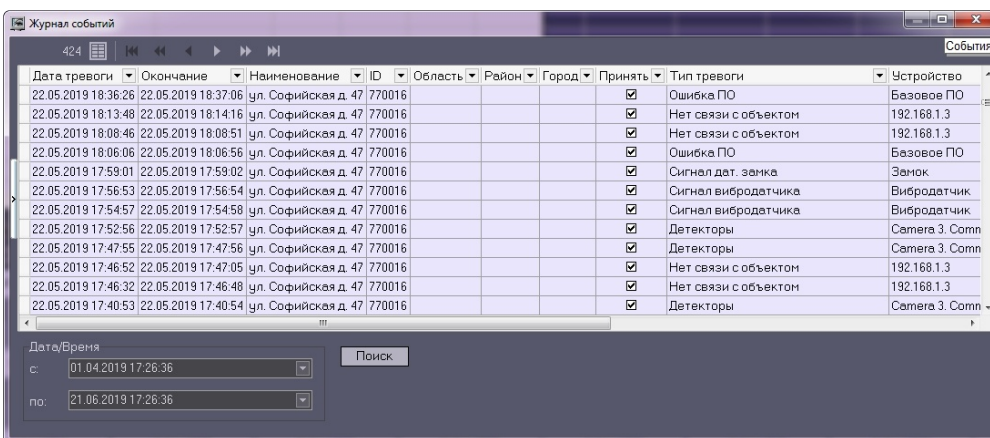 Журнал событий
424
События
Дата тревоги Окончание Наименование ID Область Район Город Принять Тип тревоги Устройство
22.05.2019 18:36:26 22.05.2019 18:37:06 ул. Софийская д. 47 770016 Ошибка ПО Базовое ПО
22.05.2019 18:13:48 22.05.2019 18:14:16 ул. Софийская д. 47 770016 Нет связи с объектом 192.168.1.3
22.05.2019 18:08:46 22.05.2019 18:08:51 ул. Софийская д. 47 770016 Нет связи с объектом 192.168.1.3
22.05.2019 18:06:06 22.05.2019 18:06:56 ул. Софийская д. 47 770016 Ошибка ПО Базовое ПО
22.05.2019 17:59:01 22.05.2019 17:59:02 ул. Софийская д. 47 770016 Сигнал дат. замка Замок
22.05.2019 17:56:53 22.05.2019 17:56:54 ул. Софийская д. 47 770016 Сигнал вибродатчика Вибродатчик
22.05.2019 17:54:57 22.05.2019 17:54:58 ул. Софийская д. 47 770016 Сигнал вибродатчика Вибродатчик
22.05.2019 17:52:56 22.05.2019 17:52:57 ул. Софийская д. 47 770016 Детекторы Camera 3. Comn
22.05.2019 17:47:55 22.05.2019 17:47:56 ул. Софийская д. 47 770016 Детекторы Camera 3. Comn
22.05.2019 17:46:52 22.05.2019 17:47:05 ул. Софийская д. 47 770016 Нет связи с объектом 192.168.1.3
22.05.2019 17:46:32 22.05.2019 17:46:48 ул. Софийская д. 47 770016 Нет связи с объектом 192.168.1.3
22.05.2019 17:40:53 22.05.2019 17:40:54 ул. Софийская д. 47 770016 Детекторы Camera 3. Comn
Дата/Время
с: 01.04.2019 17:26:36
Поиск
по: 21.06.2019 17:26:36